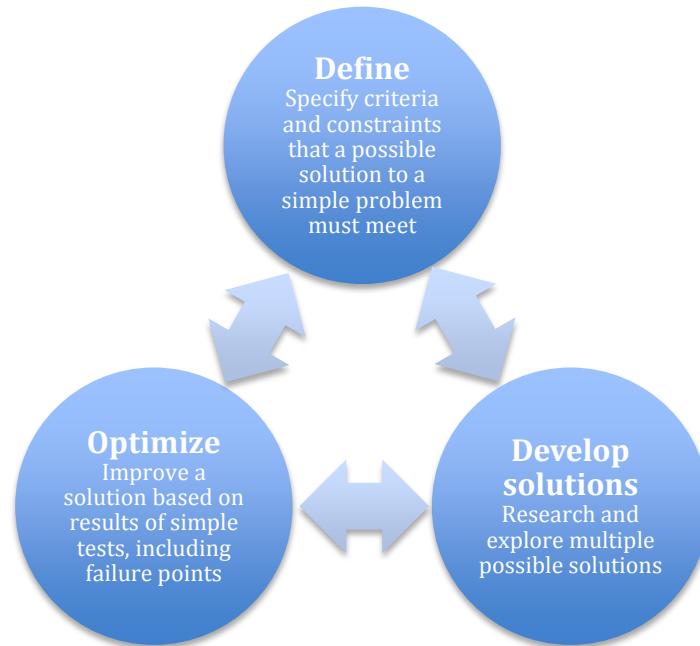 Define
Specify criteria
and constraints
that a possible
solution to a
simple problem
must meet
Optimize
Improve a
solution based on
results of simple
tests, including
failure points
Develop
solutions
Research and
explore multiple
possible solutions